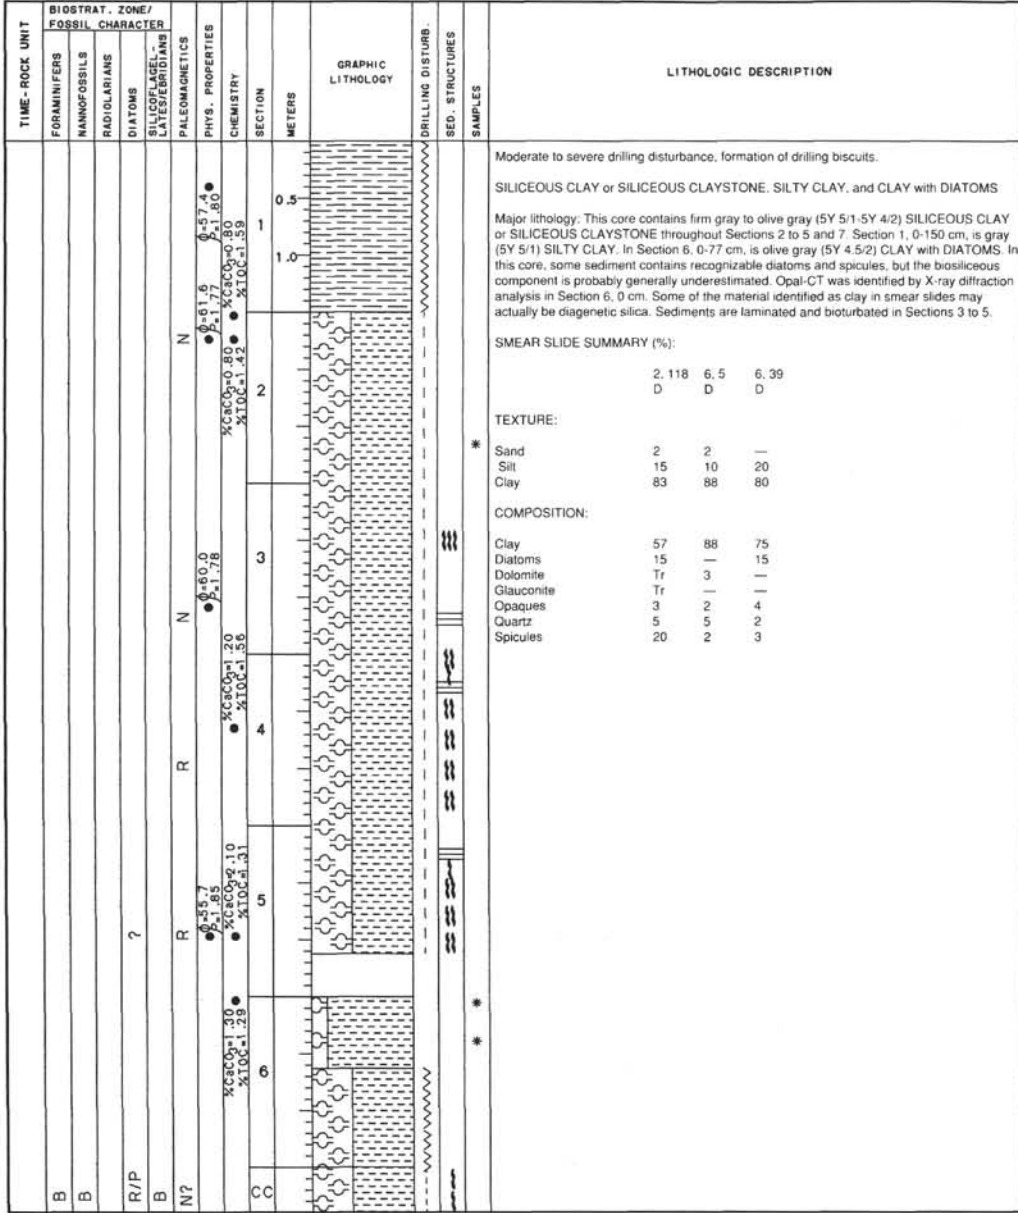 BIOSTRAT. ZONE/
FOSSIL CHARACTER
TIME-ROCK UNIT
FORAMINIFERS
NANNOFOSSILS
RADIOLARIANS
DIATOMS
SILICOFLAGEL-
LATES/EBRIDIANS
PALEOMAGNETICS
PHYS. PROPERTIES
CHEMISTRY
SECTION
METERS
GRAPHIC
LITHOLOGY
DRILLING DISTURB.
SED. STRUCTURES
SAMPLES
LITHOLOGIC DESCRIPTION
B
B
R/P
?
B
N
N
R
R
N?
Φ=57.4
ρ=1.80
Φ=61.6
ρ=1.77
Φ=60.0
ρ=1.78
Φ=55.7
ρ=1.85
%CaCO3=0.80
%TOC=1.59
%CaCO3=0.80
%TOC=1.42
%CaCO3=1.20
%TOC=1.56
%CaCO3=2.10
%TOC=1.31
%CaCO3=1.30
%TOC=1.29
1
2
3
4
5
6
CC
0.5
1.0
*
*
*
Moderate to severe drilling disturbance, formation of drilling biscuits.
SILICEOUS CLAY or SILICEOUS CLAYSTONE, SILTY CLAY, and CLAY with DIATOMS
Major lithology: This core contains firm gray to olive gray (5Y 5/1-5Y 4/2) SILICEOUS CLAY
or SILICEOUS CLAYSTONE throughout Sections 2 to 5 and 7. Section 1, 0-150 cm, is gray
(5Y 5/1) SILTY CLAY. In Section 6, 0-77 cm, is olive gray (5Y 4.5/2) CLAY with DIATOMS. In
this core, some sediment contains recognizable diatoms and spicules, but the biosiliceous
component is probably generally underestimated. Opal-CT was identified by X-ray diffraction
analysis in Section 6, 0 cm. Some of the material identified as clay in smear slides may
actually be diagenetic silica. Sediments are laminated and bioturbated in Sections 3 to 5.
SMEAR SLIDE SUMMARY (%):
2, 118 6, 5 6, 39
D D D
TEXTURE:
Sand 2 2 —
Silt 15 10 20
Clay 83 88 80
COMPOSITION:
Clay 57 88 75
Diatoms 15 — 15
Dolomite Tr 3 —
Glauconite Tr — —
Opaques 3 2 4
Quartz 5 5 2
Spicules 20 2 3